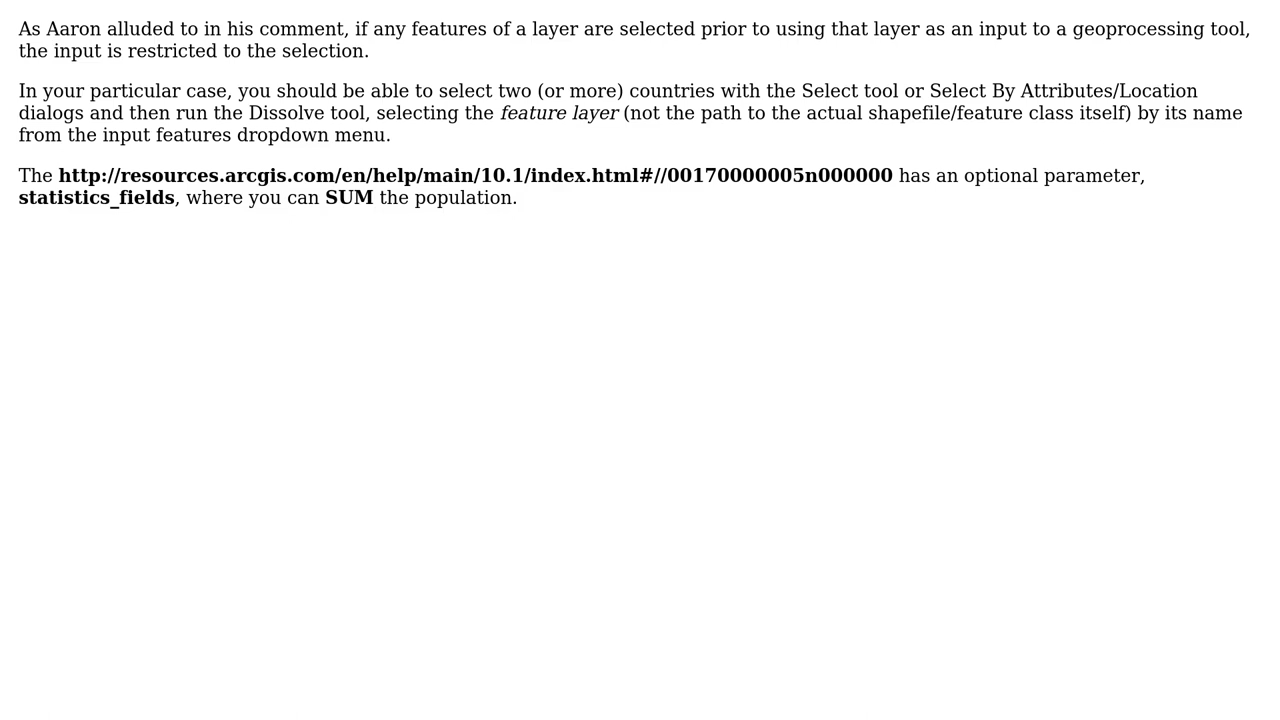 As Aaron alluded to in his comment, if any features of a layer are selected prior to using that layer as an input to a geoprocessing tool,
the input is restricted to the selection.
In your particular case, you should be able to select two (or more) countries with the Select tool or Select By Attributes/Location
dialogs and then run the Dissolve tool, selecting the feature layer (not the path to the actual shapefile/feature class itself) by its name
from the input features dropdown menu.
The http://resources.arcgis.com/en/help/main/10.1/index.html#//00170000005n000000 has an optional parameter,
statistics_fields, where you can SUM the population.